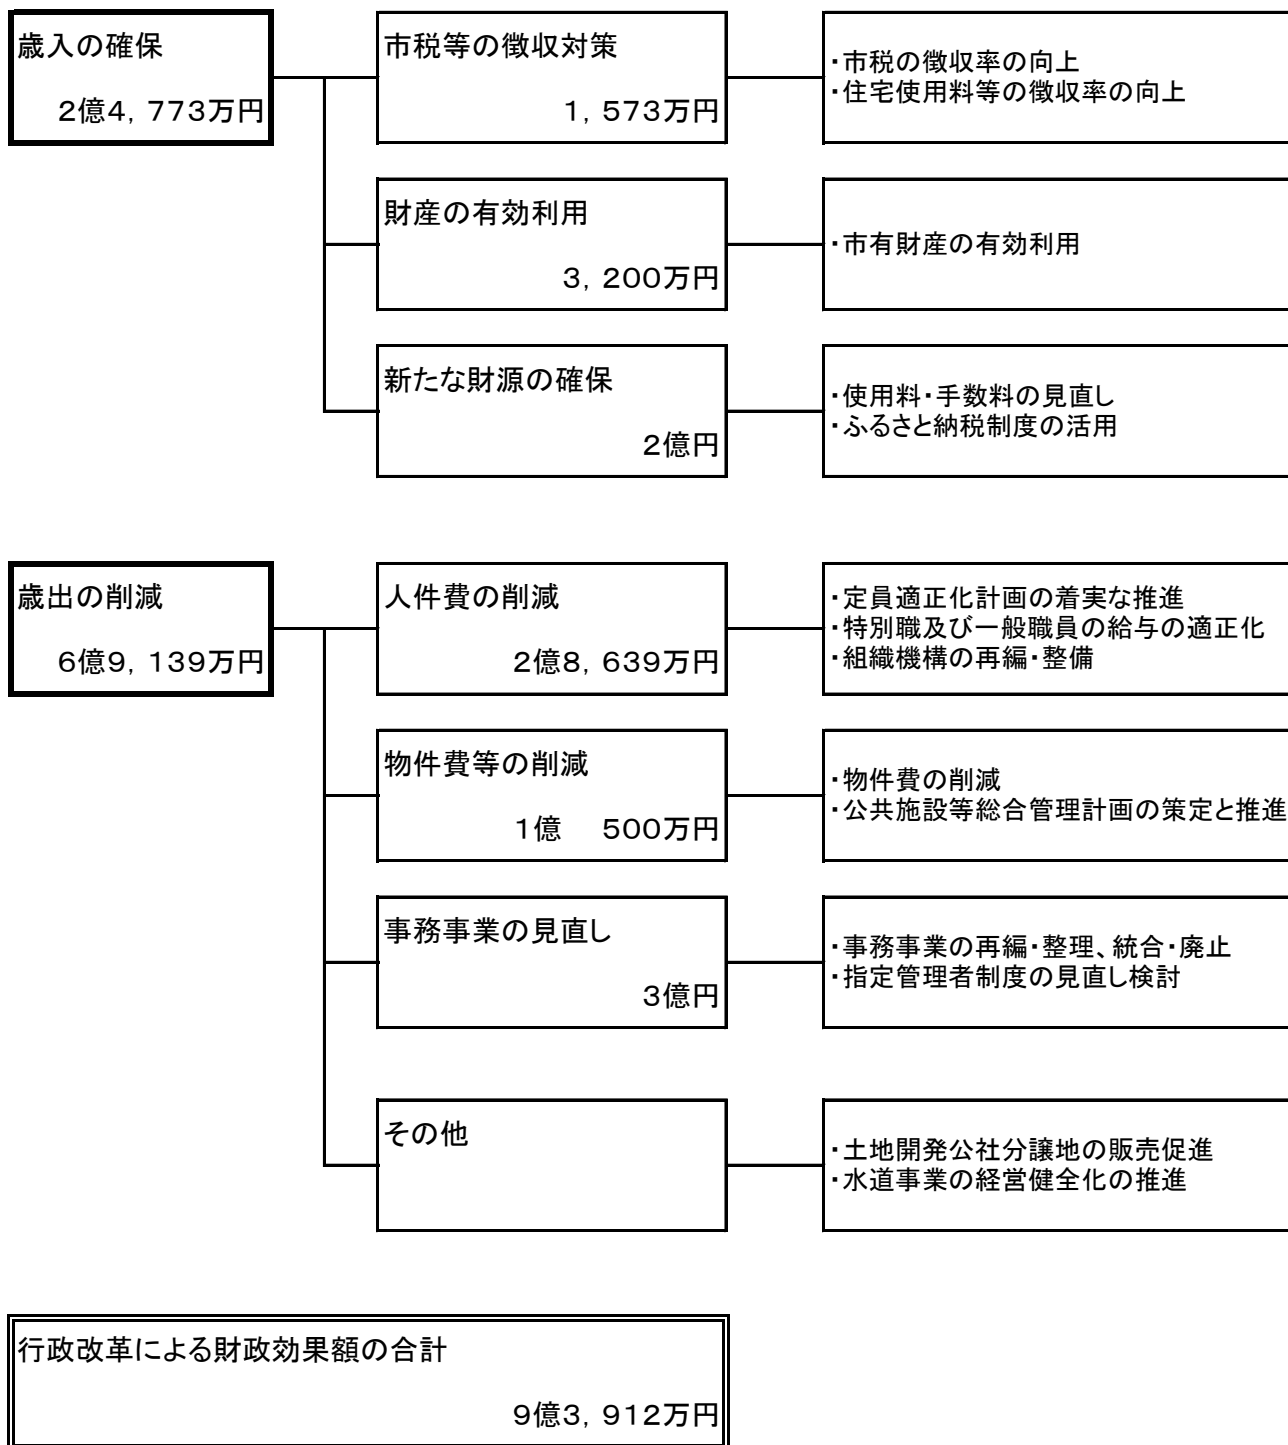 歳入の確保
2億4，773万円
市税等の徴収対策
1，573万円
・市税の徴収率の向上
・住宅使用料等の徴収率の向上
財産の有効利用
3，200万円
・市有財産の有効利用
新たな財源の確保
2億円
・使用料・手数料の見直し
・ふるさと納税制度の活用
歳出の削減
6億9，139万円
人件費の削減
2億8，639万円
・定員適正化計画の着実な推進
・特別職及び一般職員の給与の適正化
・組織機構の再編・整備
物件費等の削減
1億　500万円
・物件費の削減
・公共施設等総合管理計画の策定と推進
事務事業の見直し
3億円
・事務事業の再編・整理、統合・廃止
・指定管理者制度の見直し検討
その他
・土地開発公社分譲地の販売促進
・水道事業の経営健全化の推進
行政改革による財政効果額の合計
9億3，912万円